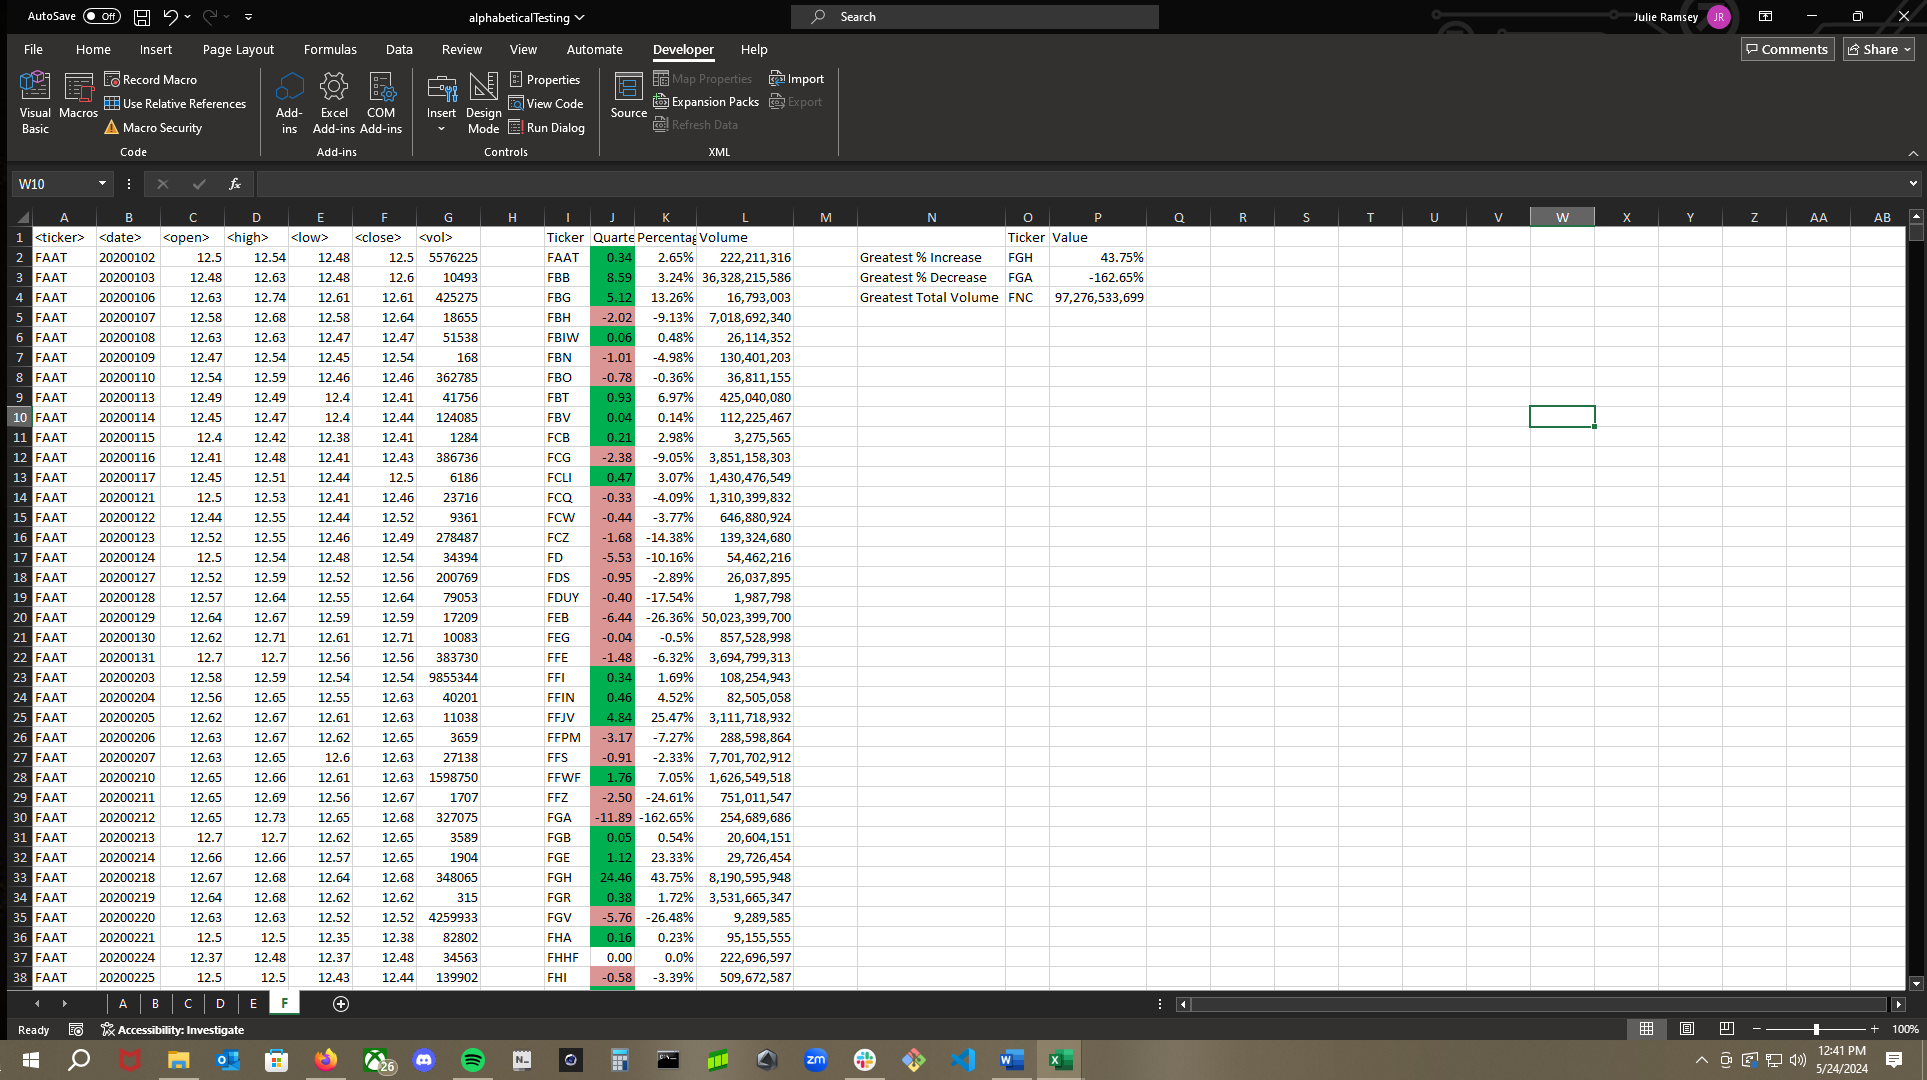 AutoSave Off alphabeticalTesting Search Julie Ramsey JR
File Home Insert Page Layout Formulas Data Review View Automate Developer Help Comments Share
Visual Basic
Macros
Record Macro
Use Relative References
Macro Security
Code
Add-ins
Excel Add-ins
COM Add-ins
Add-ins
Insert
Design Mode
Properties
View Code
Run Dialog
Controls
Source
Map Properties
Expansion Packs
Refresh Data
Import
Export
XML
W10 fx
A B C D E F G H I J K L M N O P Q R S T U V W X Y Z AA AB
1 <ticker> <date> <open> <high> <low> <close> <vol> Ticker Quarte Percentag Volume Ticker Value
2 FAAT 20200102 12.5 12.54 12.48 12.5 5576225 FAAT 0.34 2.65% 222,211,316 Greatest % Increase FGH 43.75%
3 FAAT 20200103 12.48 12.63 12.48 12.6 10493 FBB 8.59 3.24% 36,328,215,586 Greatest % Decrease FGA -162.65%
4 FAAT 20200106 12.63 12.74 12.61 12.61 425275 FBG 5.12 13.26% 16,793,003 Greatest Total Volume FNC 97,276,533,699
5 FAAT 20200107 12.58 12.68 12.58 12.64 18655 FBH -2.02 -9.13% 7,018,692,340
6 FAAT 20200108 12.63 12.63 12.47 12.47 51538 FBIW 0.06 0.48% 26,114,352
7 FAAT 20200109 12.47 12.54 12.45 12.54 168 FBN -1.01 -4.98% 130,401,203
8 FAAT 20200110 12.54 12.59 12.46 12.46 362785 FBO -0.78 -0.36% 36,811,155
9 FAAT 20200113 12.49 12.49 12.4 12.41 41756 FBT 0.93 6.97% 425,040,080
10 FAAT 20200114 12.45 12.47 12.4 12.44 124085 FBV 0.04 0.14% 112,225,467
11 FAAT 20200115 12.4 12.42 12.38 12.41 1284 FCB 0.21 2.98% 3,275,565
12 FAAT 20200116 12.41 12.48 12.41 12.43 386736 FCG -2.38 -9.05% 3,851,158,303
13 FAAT 20200117 12.45 12.51 12.44 12.5 6186 FCLI 0.47 3.07% 1,430,476,549
14 FAAT 20200121 12.5 12.53 12.41 12.46 23716 FCQ -0.33 -4.09% 1,310,399,832
15 FAAT 20200122 12.44 12.55 12.44 12.52 9361 FCW -0.44 -3.77% 646,880,924
16 FAAT 20200123 12.52 12.55 12.46 12.49 278487 FCZ -1.68 -14.38% 139,324,680
17 FAAT 20200124 12.5 12.54 12.48 12.54 34394 FD -5.53 -10.16% 54,462,216
18 FAAT 20200127 12.52 12.59 12.52 12.56 200769 FDS -0.95 -2.89% 26,037,895
19 FAAT 20200128 12.57 12.64 12.55 12.64 79053 FDUY -0.40 -17.54% 1,987,798
20 FAAT 20200129 12.64 12.67 12.59 12.59 17209 FEB -6.44 -26.36% 50,023,399,700
21 FAAT 20200130 12.62 12.71 12.61 12.71 10083 FEG -0.04 -0.5% 857,528,998
22 FAAT 20200131 12.7 12.7 12.56 12.56 383730 FFE -1.48 -6.32% 3,694,799,313
23 FAAT 20200203 12.58 12.59 12.54 12.54 9855344 FFI 0.34 1.69% 108,254,943
24 FAAT 20200204 12.56 12.65 12.55 12.63 40201 FFIN 0.46 4.52% 82,505,058
25 FAAT 20200205 12.62 12.67 12.61 12.63 11038 FFJV 4.84 25.47% 3,111,718,932
26 FAAT 20200206 12.63 12.67 12.62 12.65 3659 FFPM -3.17 -7.27% 288,598,864
27 FAAT 20200207 12.63 12.65 12.6 12.63 27138 FFS -0.91 -2.33% 7,701,702,912
28 FAAT 20200210 12.65 12.66 12.61 12.63 1598750 FFWF 1.76 7.05% 1,626,549,518
29 FAAT 20200211 12.65 12.69 12.56 12.67 1707 FFZ -2.50 -24.61% 751,011,547
30 FAAT 20200212 12.65 12.73 12.65 12.68 327075 FGA -11.89 -162.65% 254,689,686
31 FAAT 20200213 12.7 12.7 12.62 12.65 3589 FGB 0.05 0.54% 20,604,151
32 FAAT 20200214 12.66 12.66 12.57 12.65 1904 FGE 1.12 23.33% 29,726,454
33 FAAT 20200218 12.67 12.68 12.64 12.68 348065 FGH 24.46 43.75% 8,190,595,948
34 FAAT 20200219 12.64 12.68 12.62 12.62 315 FGR 0.38 1.72% 3,531,665,347
35 FAAT 20200220 12.63 12.63 12.52 12.52 4259933 FGV -5.76 -26.48% 9,289,585
36 FAAT 20200221 12.5 12.5 12.35 12.38 82802 FHA 0.16 0.23% 95,155,555
37 FAAT 20200224 12.37 12.48 12.37 12.48 34563 FHHF 0.00 0.0% 222,696,597
38 FAAT 20200225 12.5 12.5 12.43 12.44 139902 FHI -0.58 -3.39% 509,672,587
A B C D E F
Ready Accessibility: Investigate 100%
26 N zm 12:41 PM
5/24/2024